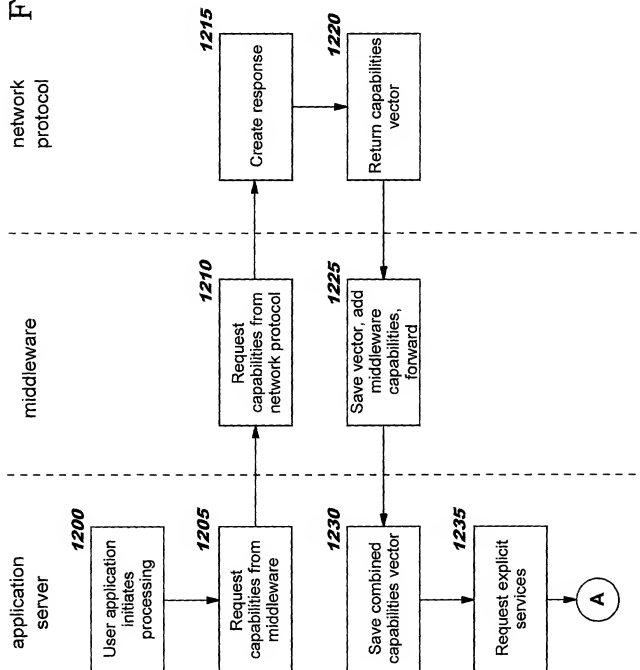 F
application
server
middleware
network
protocol
1200
User application
initiates
processing
1205
Request
capabilities from
middleware
1210
Request
capabilities from
network protocol
1215
Create response
1220
Return capabilities
vector
1225
Save vector, add
middleware
capabilities,
forward
1230
Save combined
capabilities vector
1235
Request explicit
services
A